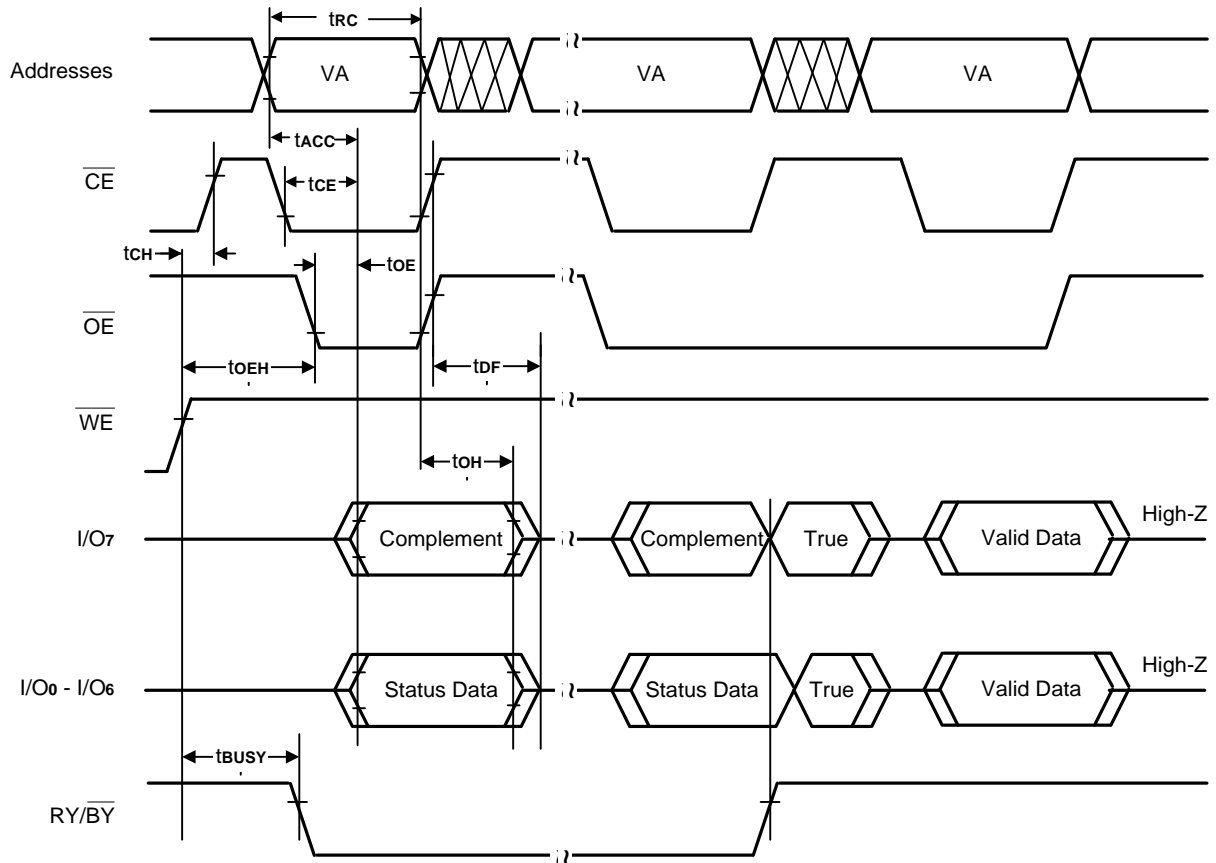 tRC
Addresses
VA
VA
VA
tACC
CE
tCE
tCH
tOE
OE
tOEH
tDF
WE
tOH
I/O7
Complement
Complement
True
Valid Data
High-Z
I/O0 - I/O6
Status Data
Status Data
True
Valid Data
High-Z
tBUSY
RY/BY